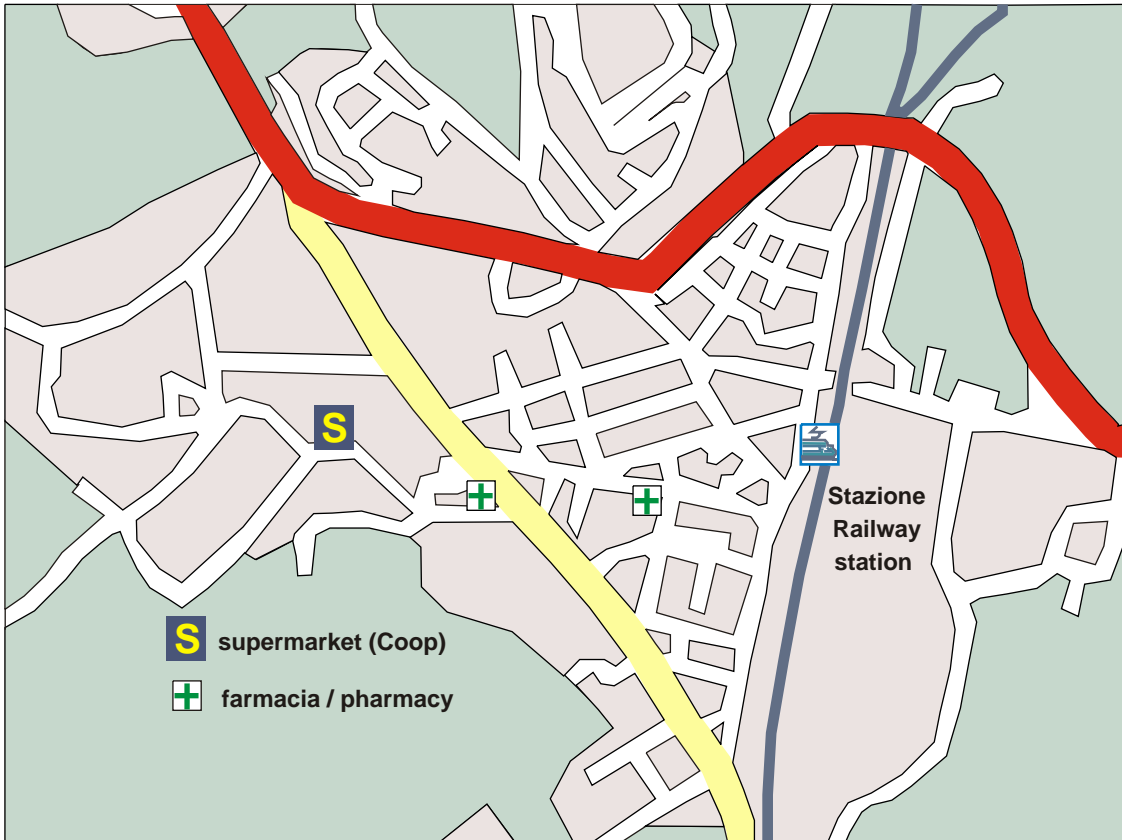 S
Stazione
Railway
station
S supermarket (Coop)
farmacia / pharmacy